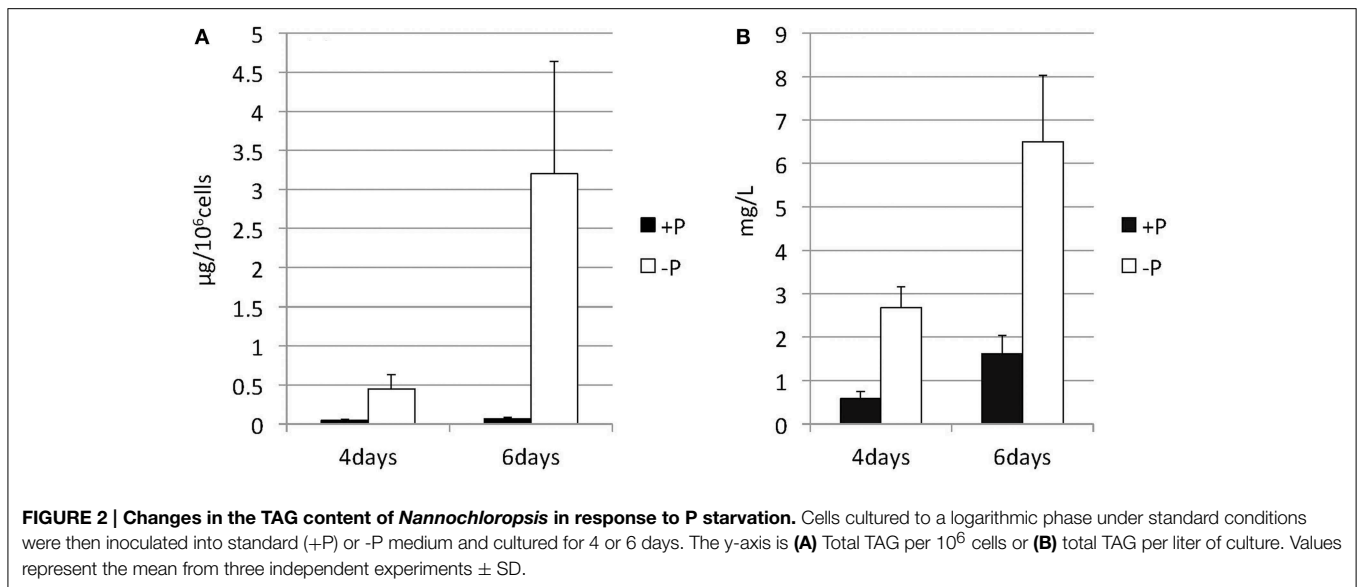 A
5
4.5
4
3.5
3
2.5
2
1.5
1
0.5
0
µg/10⁶cells
4days 6days
+P
-P
B
9
8
7
6
5
4
3
2
1
0
mg/L
4days 6days
+P
-P
FIGURE 2 | Changes in the TAG content of Nannochloropsis in response to P starvation. Cells cultured to a logarithmic phase under standard conditions
were then inoculated into standard (+P) or -P medium and cultured for 4 or 6 days. The y-axis is (A) Total TAG per 10⁶ cells or (B) total TAG per liter of culture. Values
represent the mean from three independent experiments ± SD.